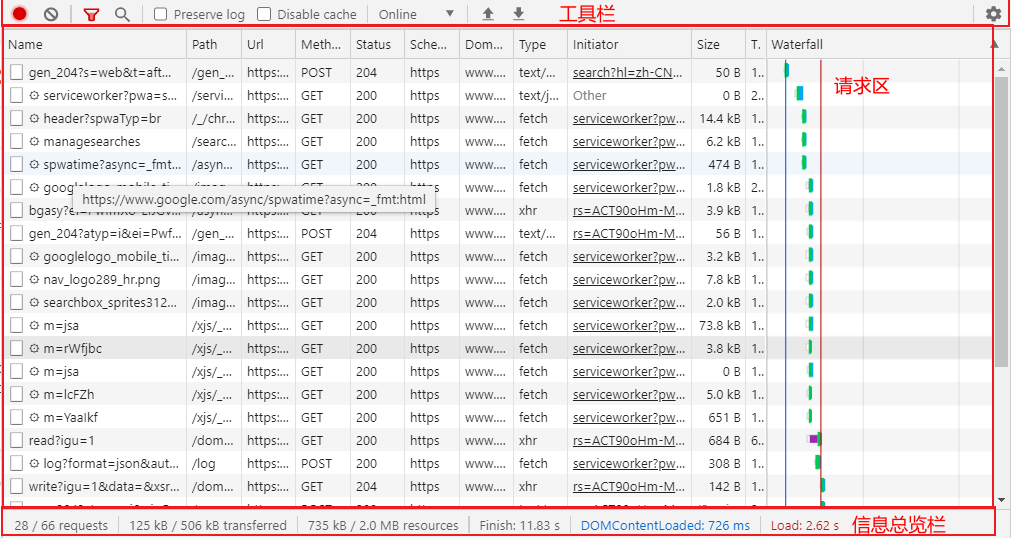 Preserve log Disable cache Online 工具栏
Name Path Url Meth... Status Sche... Dom... Type Initiator Size T. Waterfall
gen_204?s=web&t=aft... /gen_... https:... POST 204 https www.... text/... search?hl=zh-CN... 50 B 1..
serviceworker?pwa=s... /servi... https:... GET 200 https www.... text/j... Other 0 B 2..
请求区
header?spwaTyp=br /_/chr... https:... GET 200 https www.... fetch serviceworker?pw... 14.4 kB 1..
managesearches /searc... https:... GET 200 https www.... fetch serviceworker?pw... 6.2 kB 1..
spwatime?async=_fmt... /asyn... https:... GET 200 https www.... fetch serviceworker?pw... 474 B 1..
googlelogo_mobile_ti... /imag... https:... GET 200 https www.... fetch serviceworker?pw... 1.8 kB 2..
https://www.google.com/async/spwatime?async=_fmt:html
www.... xhr rs=ACT90oHm-M... 3.9 kB 1..
gen_204?atyp=i&ei=Pwf... /gen_... https:... POST 204 https www.... text/... rs=ACT90oHm-M... 56 B 1..
googlelogo_mobile_ti... /imag... https:... GET 200 https www.... fetch serviceworker?pw... 3.2 kB 1..
nav_logo289_hr.png /imag... https:... GET 200 https www.... fetch serviceworker?pw... 7.8 kB 1..
searchbox_sprites312... /imag... https:... GET 200 https www.... fetch serviceworker?pw... 2.0 kB 1..
m=jsa /xjs/_... https:... GET 200 https www.... fetch serviceworker?pw... 73.8 kB 1..
m=rWfjbc /xjs/_... https:... GET 200 https www.... fetch serviceworker?pw... 3.8 kB 1..
m=jsa /xjs/_... https:... GET 200 https www.... fetch serviceworker?pw... 0 B 1..
m=lcFZh /xjs/_... https:... GET 200 https www.... fetch serviceworker?pw... 5.0 kB 1..
m=YaaIkf /xjs/_... https:... GET 200 https www.... fetch serviceworker?pw... 651 B 1..
read?igu=1 /dom... https:... GET 200 https www.... xhr rs=ACT90oHm-M... 684 B 6..
log?format=json&aut... /log https:... POST 200 https www.... fetch serviceworker?pw... 308 B 1..
write?igu=1&data=&xsr... /dom... https:... GET 204 https www.... xhr rs=ACT90oHm-M... 142 B 1..
28 / 66 requests 125 kB / 506 kB transferred 735 kB / 2.0 MB resources Finish: 11.83 s DOMContentLoaded: 726 ms Load: 2.62 s 信息总览栏